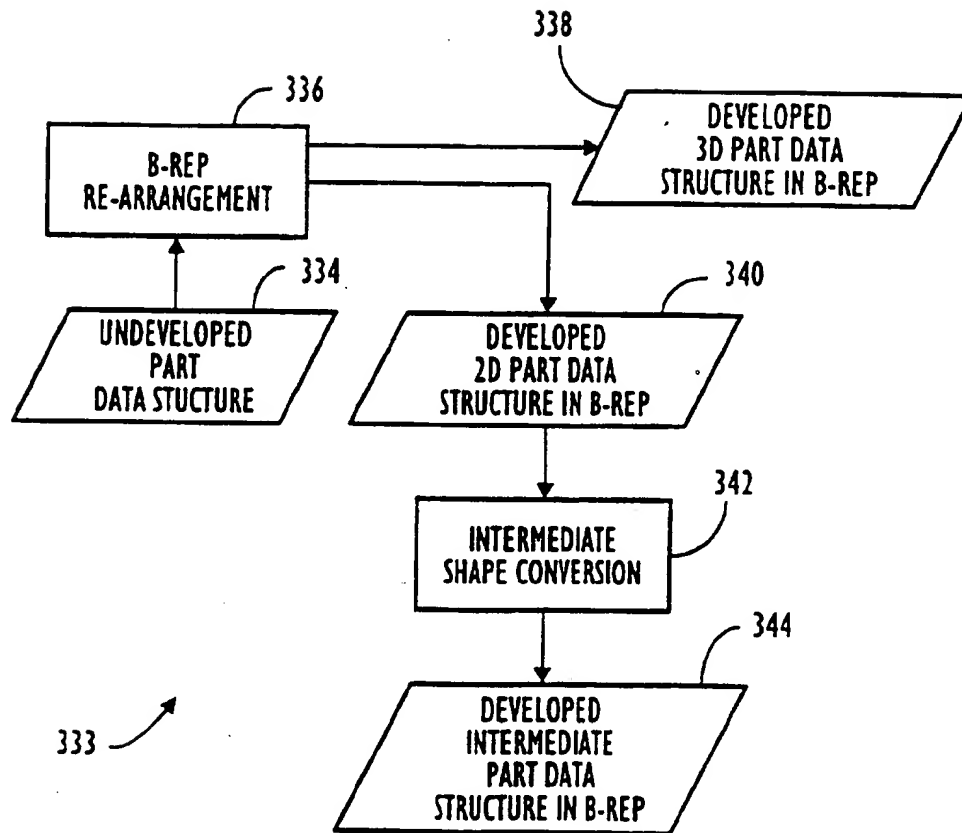 338
336
DEVELOPED
3D PART DATA
STRUCTURE IN B-REP
B-REP
RE-ARRANGEMENT
334
340
UNDEVELOPED
PART
DATA STUCTURE
DEVELOPED
2D PART DATA
STRUCTURE IN B-REP
342
INTERMEDIATE
SHAPE CONVERSION
344
333
DEVELOPED
INTERMEDIATE
PART DATA
STRUCTURE IN B-REP